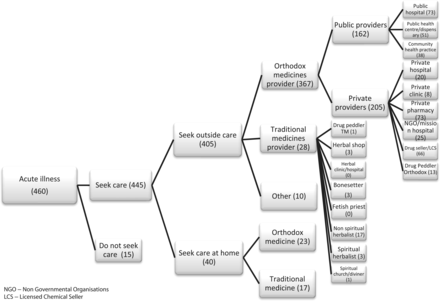 Public
hospital (73)
Public providers
(162)
Public health
centre/dispens
ary (51)
Community
health practice
(38)
Orthodox
medicines
provider (367)
Private
hospital
(20)
Private
clinic (8)
Private providers (205)
Private
pharmacy
(73)
NGO/missio
n hospital
(25)
Drug seller/LCS
(66)
Drug Peddler
Orthodox (13)
Seek outside care
(405)
Traditional
medicines
provider (28)
Drug peddler
TM (1)
Herbal shop
(3)
Herbal
clinic/hospital
(0)
Bonesetter
(3)
Fetish priest
(0)
Non spiritual
herbalist (17)
Spiritual
herbalist (3)
Spiritual
church/diviner
(1)
Other (10)
Acute illness
(460)
Seek care (445)
Do not seek
care (15)
Seek care at home
(40)
Orthodox
medicine (23)
Traditional
medicine (17)
NGO – Non Governmental Organisations
LCS – Licensed Chemical Seller